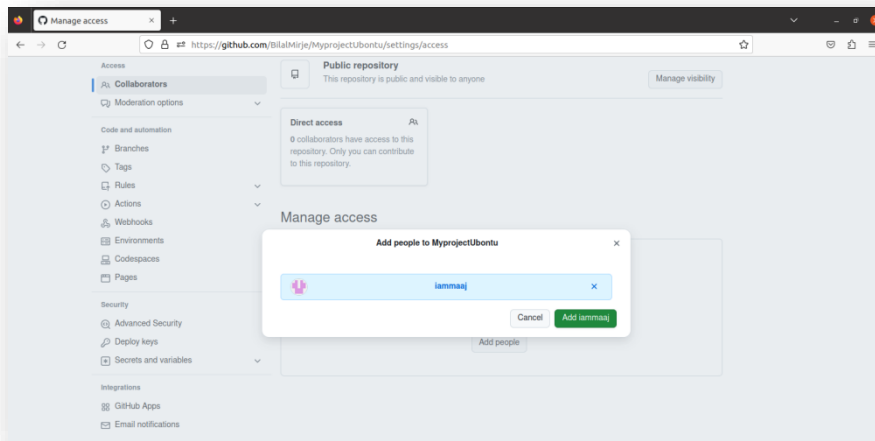 Manage access
https://github.com/BilalMirje/MyprojectUbontu/settings/access
Access
Collaborators
Moderation options
Code and automation
Branches
Tags
Rules
Actions
Webhooks
Environments
Codespaces
Pages
Security
Advanced Security
Deploy keys
Secrets and variables
Integrations
GitHub Apps
Email notifications
Public repository
This repository is public and visible to anyone
Manage visibility
Direct access
0 collaborators have access to this
repository. Only you can contribute
to this repository.
Manage access
Add people to MyprojectUbontu
iammaaj
Cancel
Add iammaaj
Add people